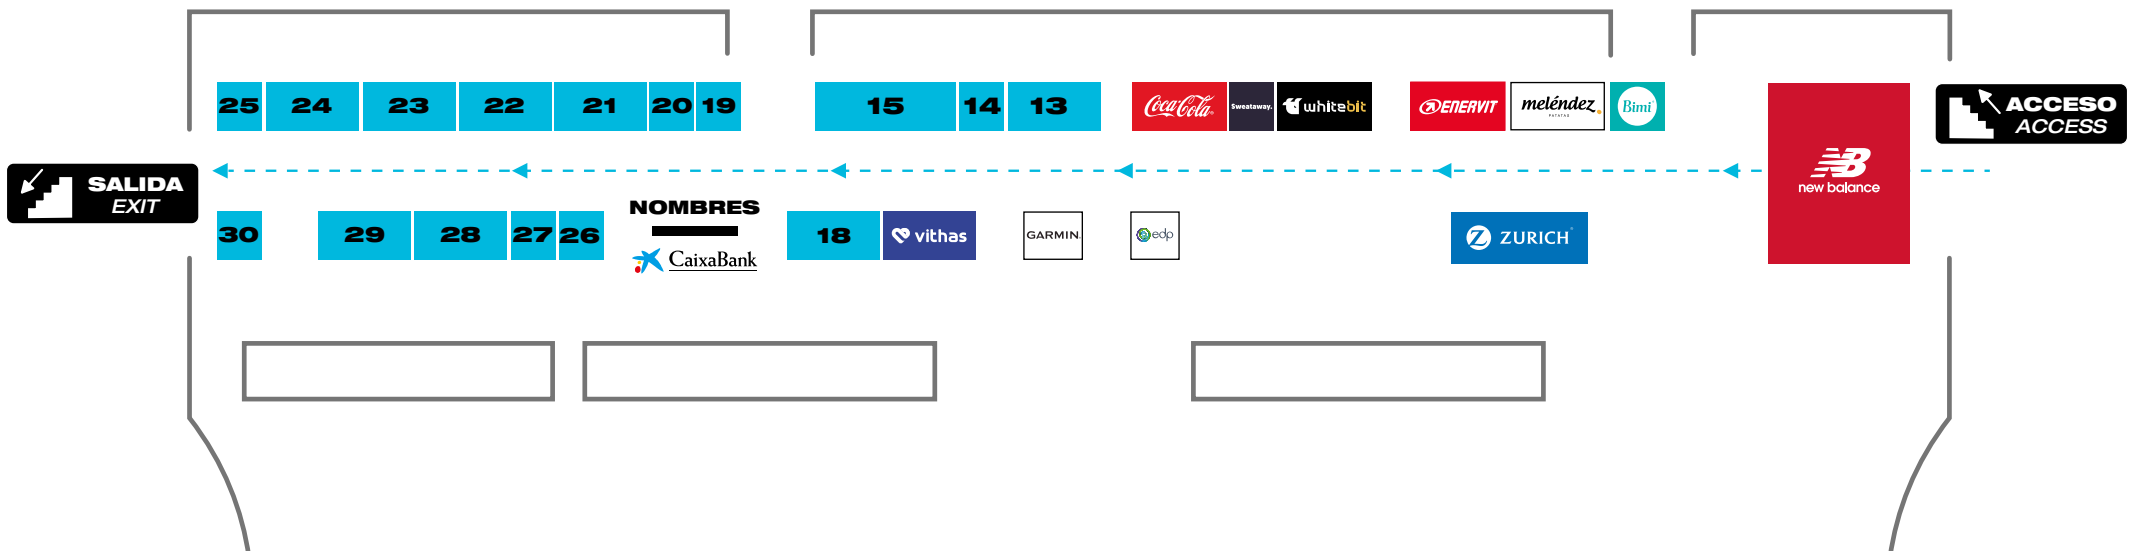 25 24 23 22 21 20 19 15 14 13 Coca-Cola Sweataway. whitebit ENERVIT meléndez. Bimi
PATATAS
ACCESO
ACCESS
SALIDA
EXIT
new balance
30 29 28 27 26
NOMBRES
CaixaBank
18 vithas GARMIN edp ZURICH